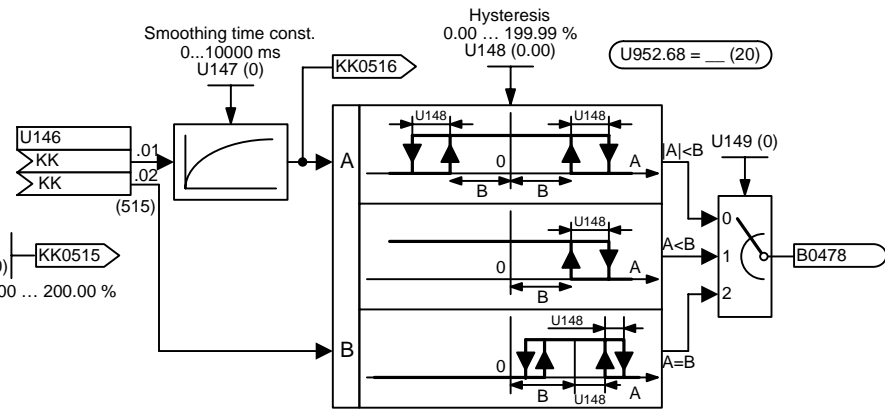 Smoothing time const.
0...10000 ms
U147 (0)
KK0516
Hysteresis
0.00 ... 199.99 %
U148 (0.00)
U952.68 = __ (20)
U146
KK
.01
KK
.02
(515)
KK0515
00 ... 200.00 %
A
B
U148
U148
0
A
B
B
|A|<B
U148
0
A
B
A<B
U148
0
B
U148
A
A=B
U149 (0)
0
1
2
B0478